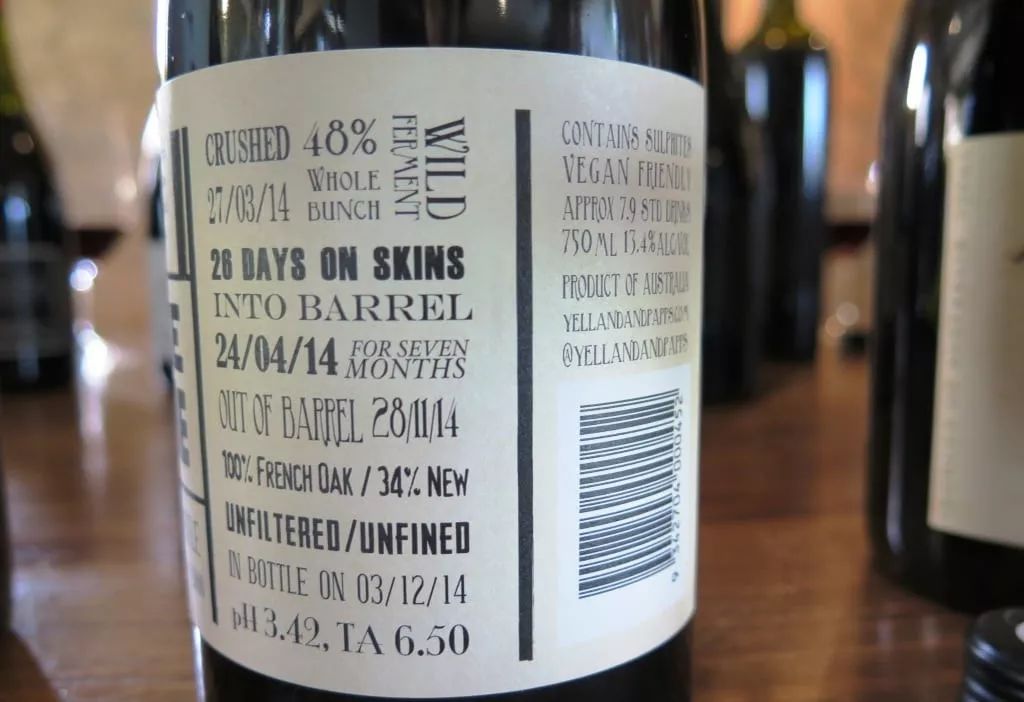 CRUSHED 48%
27/03/14 WHOLE
BUNCH
WILD
FERMENT
26 DAYS ON SKINS
INTO BARREL
24/04/14 FOR SEVEN
MONTHS
OUT OF BARREL 28/11/14
100% FRENCH OAK / 34% NEW
UNFILTERED/UNFINED
IN BOTTLE ON 03/12/14
pH 3.42, TA 6.50
CONTAINS SULPHITES
VEGAN FRIENDLY
APPROX 7.9 STD DRINKS
750 ML 13.4% ALC/VOL
PRODUCT OF AUSTRALIA
YELLANDANDPAPPS.COM
@YELLANDANDPAPPS
9 342704 000452